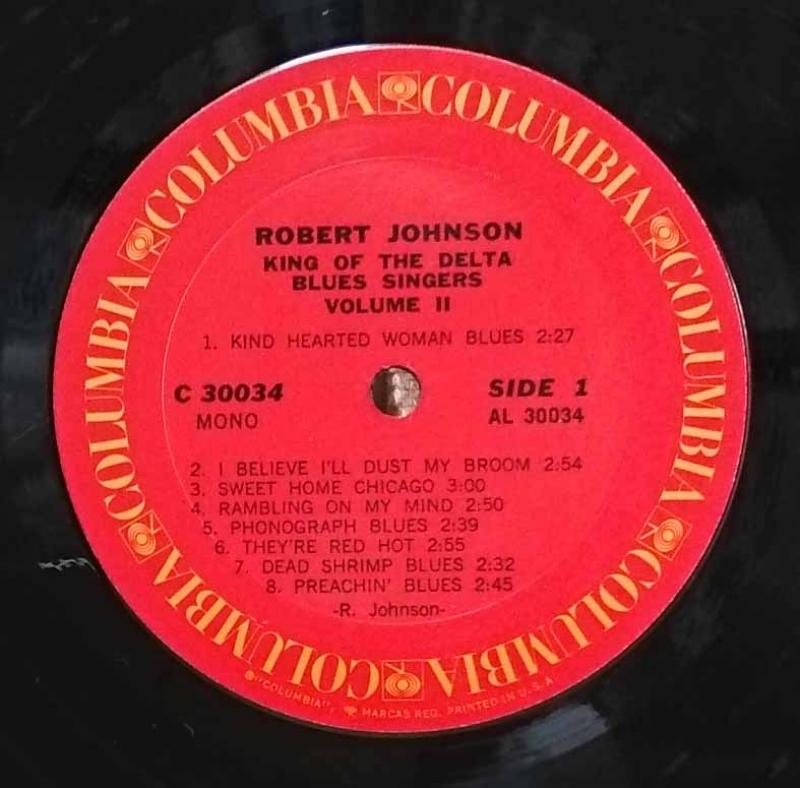 COLUMBIA COLUMBIA COLUMBIA COLUMBIA COLUMBIA COLUMBIA
ROBERT JOHNSON
KING OF THE DELTA
BLUES SINGERS
VOLUME II
1. KIND HEARTED WOMAN BLUES 2:27
C 30034
MONO
SIDE 1
AL 30034
2. I BELIEVE I'LL DUST MY BROOM 2:54
3. SWEET HOME CHICAGO 3:00
4. RAMBLING ON MY MIND 2:50
5. PHONOGRAPH BLUES 2:39
6. THEY'RE RED HOT 2:55
7. DEAD SHRIMP BLUES 2:32
8. PREACHIN' BLUES 2:45
-R. Johnson-
®"COLUMBIA", MARCAS REG. PRINTED IN U.S.A.